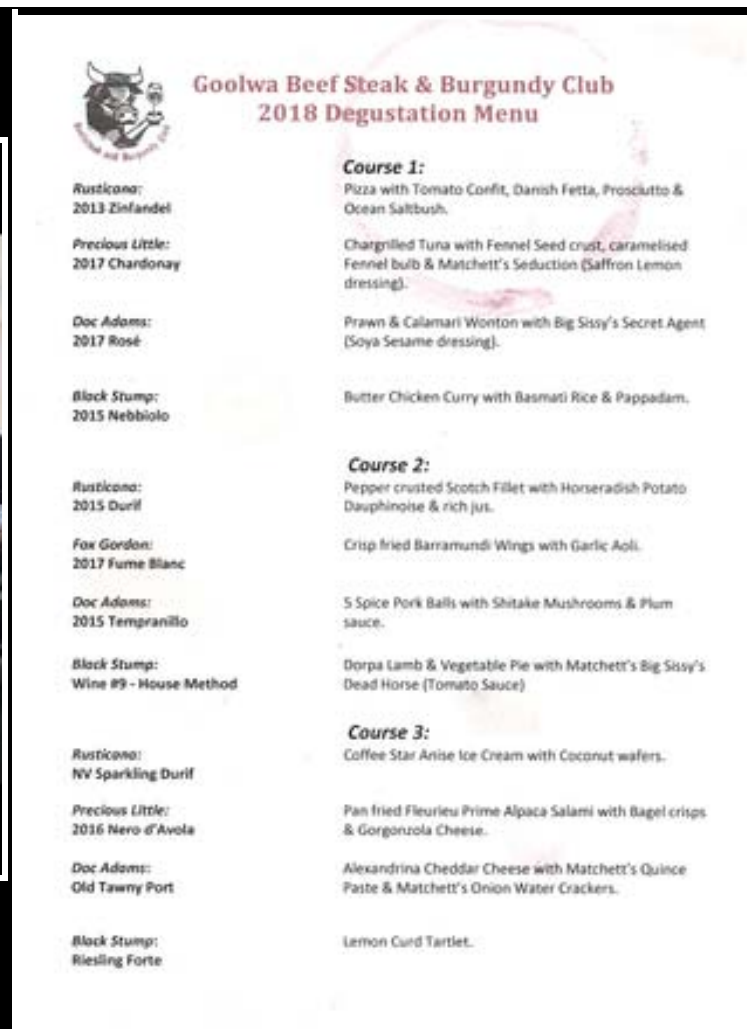 Goolwa Beef Steak & Burgundy Club
2018 Degustation Menu
Beefsteak and Burgundy Club
Course 1:
Rusticana:
2013 Zinfandel
Pizza with Tomato Confit, Danish Fetta, Prosciutto &
Ocean Saltbush.
Precious Little:
2017 Chardonay
Chargrilled Tuna with Fennel Seed crust, caramelised
Fennel bulb & Matchett's Seduction (Saffron Lemon
dressing).
Doc Adams:
2017 Rosé
Prawn & Calamari Wonton with Big Sissy's Secret Agent
(Soya Sesame dressing).
Black Stump:
2015 Nebbiolo
Butter Chicken Curry with Basmati Rice & Pappadam.
Course 2:
Rusticana:
2015 Durif
Pepper crusted Scotch Fillet with Horseradish Potato
Dauphinoise & rich jus.
Fox Gordon:
2017 Fume Blanc
Crisp fried Barramundi Wings with Garlic Aoli.
Doc Adams:
2015 Tempranillo
5 Spice Pork Balls with Shitake Mushrooms & Plum
sauce.
Black Stump:
Wine #9 - House Method
Dorpa Lamb & Vegetable Pie with Matchett's Big Sissy's
Dead Horse (Tomato Sauce)
Course 3:
Rusticana:
NV Sparkling Durif
Coffee Star Anise Ice Cream with Coconut wafers.
Precious Little:
2016 Nero d'Avola
Pan fried Fleurieu Prime Alpaca Salami with Bagel crisps
& Gorgonzola Cheese.
Doc Adams:
Old Tawny Port
Alexandrina Cheddar Cheese with Matchett's Quince
Paste & Matchett's Onion Water Crackers.
Black Stump:
Riesling Forte
Lemon Curd Tartlet.